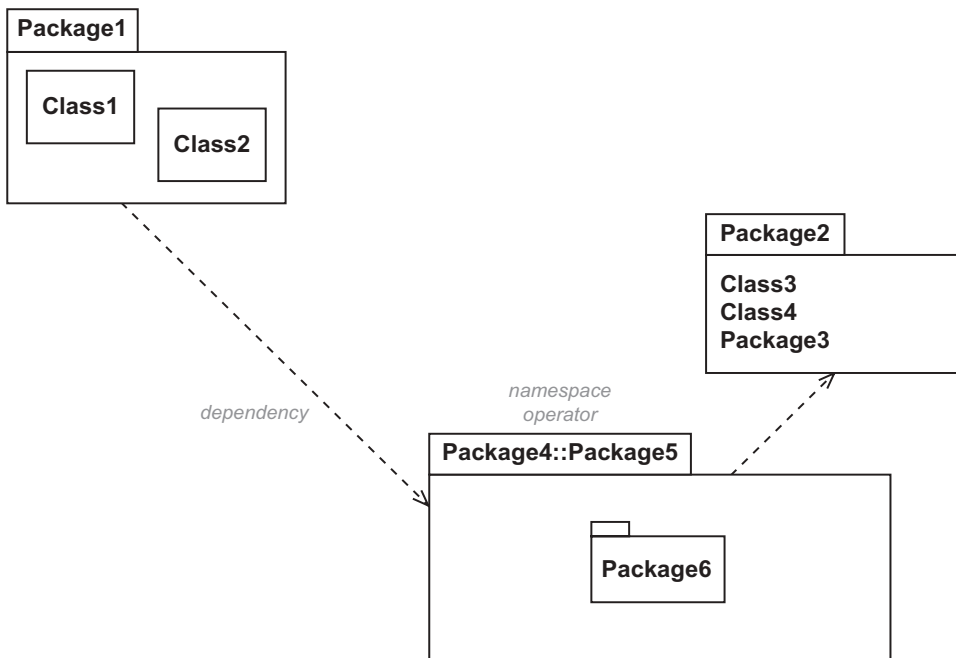 Package1
Class1
Class2
Package2
Class3
Class4
Package3
dependency
namespace
operator
Package4::Package5
Package6